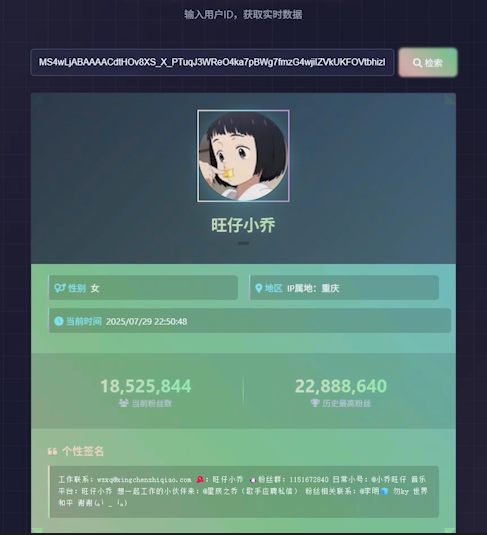 输入用户ID，获取实时数据
MS4wLjABAAAACdtHOv8XS_X_PTuqJ3WReO4ka7pBWg7fmzG4wjiIZVkUKFOVtbhizI
检索
旺仔小乔
性别 女
地区 IP属地：重庆
当前时间 2025/07/29 22:50:48
18,525,844
当前粉丝数
22,888,640
历史最高粉丝
个性签名
工作联系：wzxq@xingchenzhiqiao.com 🌹：旺仔小乔 粉丝群：1151672840 日常小号：@小乔旺仔 音乐
平台：旺仔小乔 想一起工作的小伙伴来：@星熙之乔（歌手应聘私信） 粉丝相关联系：@宇明 勿ky 世界
和平 谢谢